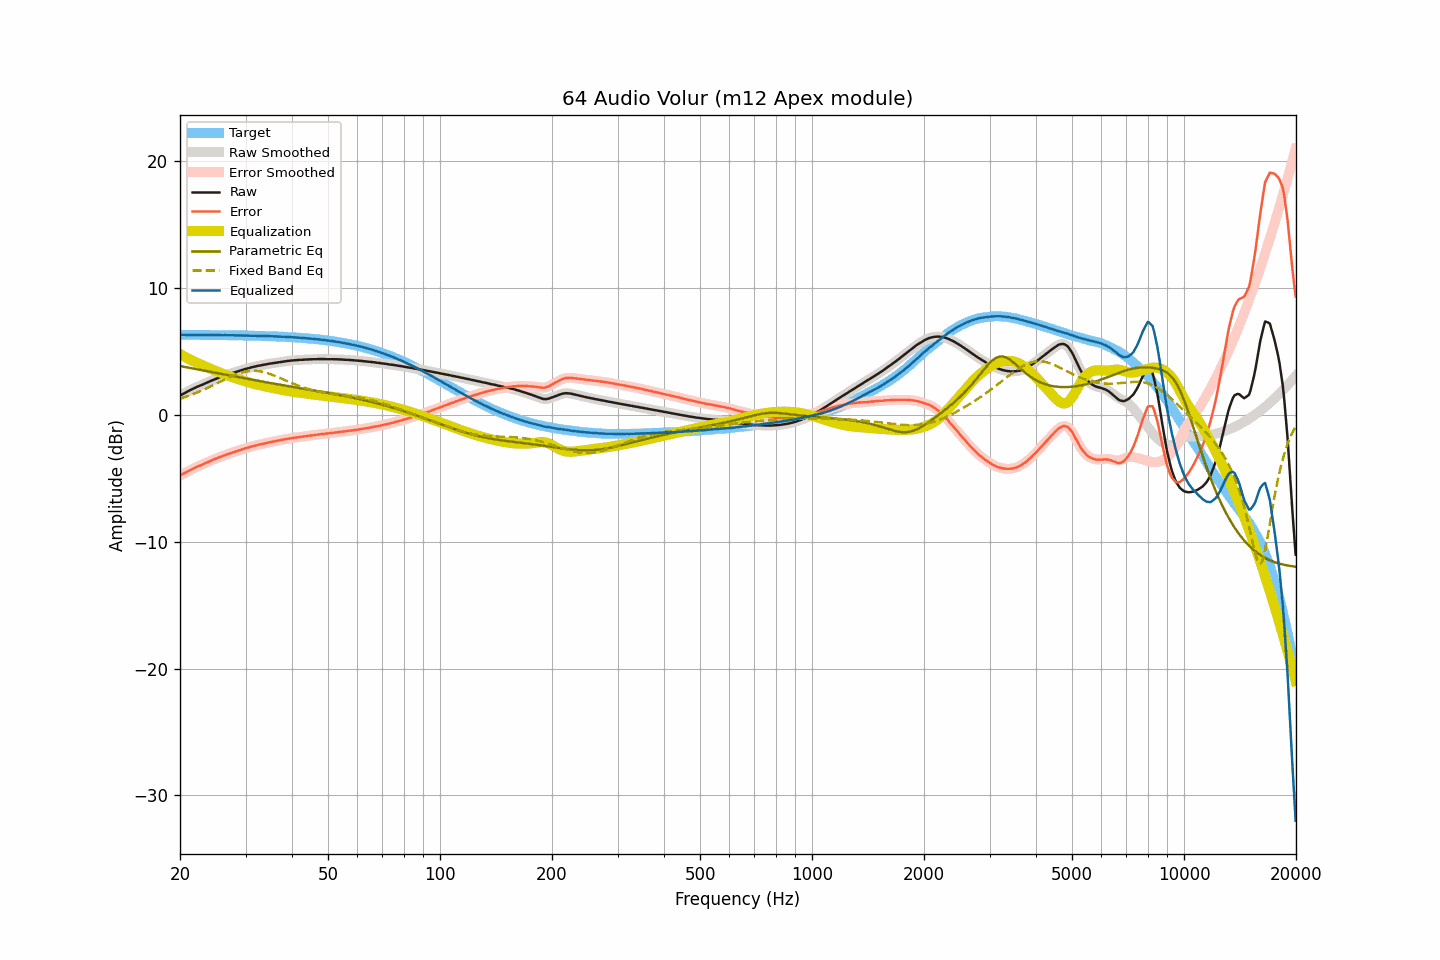 64 Audio Volur (m12 Apex module)
Target
Raw Smoothed
Error Smoothed
Raw
Error
Equalization
Parametric Eq
Fixed Band Eq
Equalized
20
10
0
−10
−20
−30
Amplitude (dBr)
20 50 100 200 500 1000 2000 5000 10000 20000
Frequency (Hz)